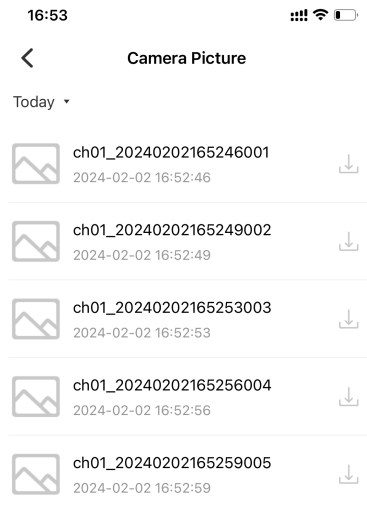 16:53
Camera Picture
Today
ch01_20240202165246001
2024-02-02 16:52:46
ch01_20240202165249002
2024-02-02 16:52:49
ch01_20240202165253003
2024-02-02 16:52:53
ch01_20240202165256004
2024-02-02 16:52:56
ch01_20240202165259005
2024-02-02 16:52:59